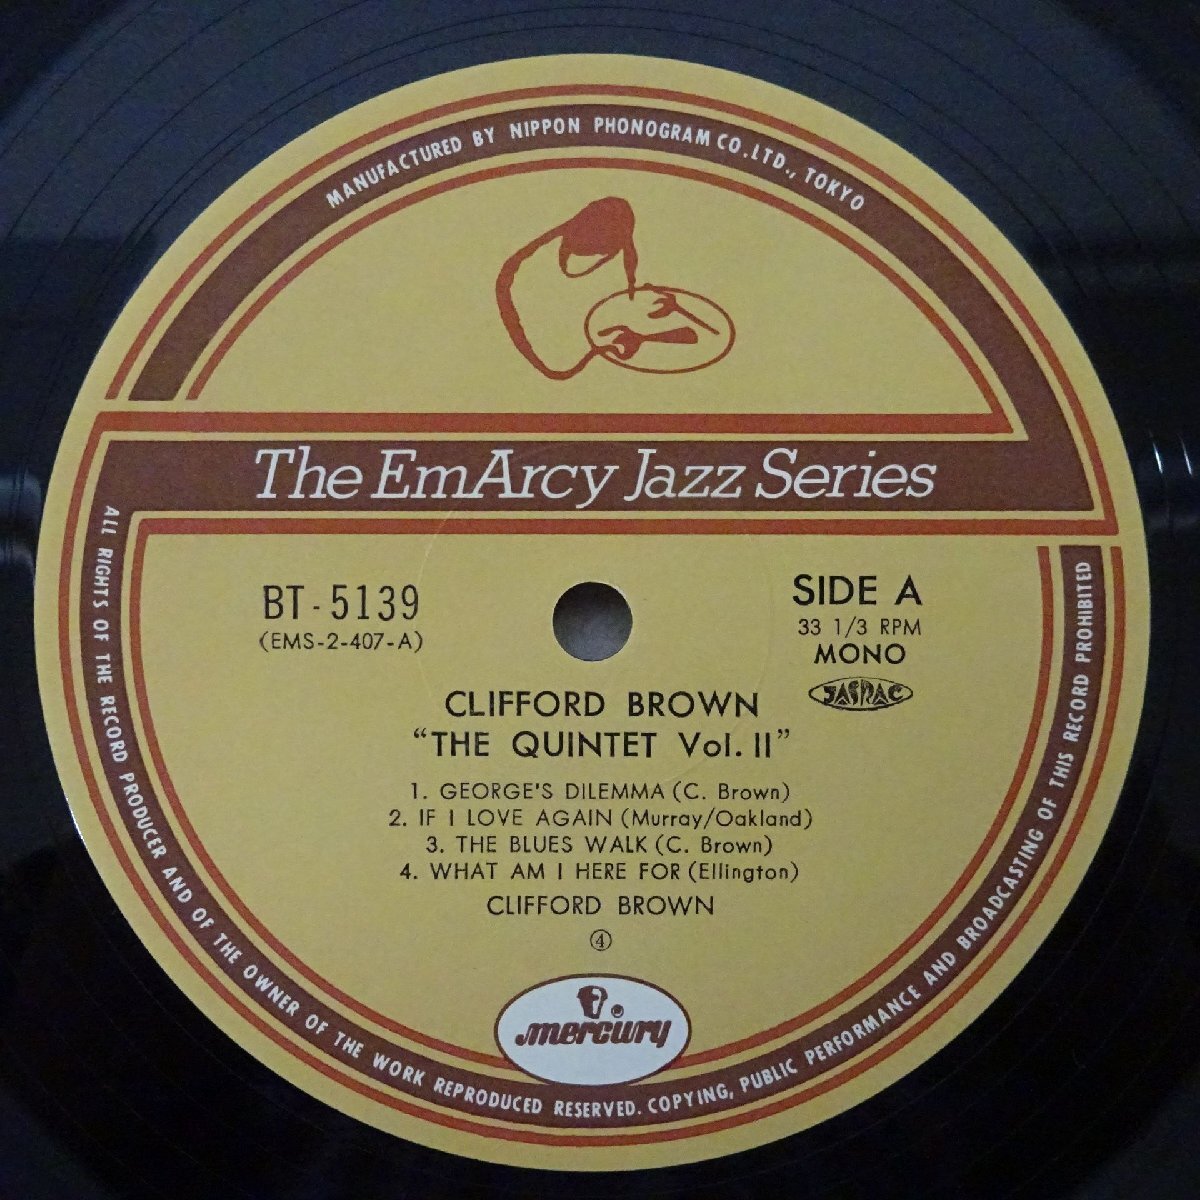 MANUFACTURED BY NIPPON PHONOGRAM CO.LTD., TOKYO
The EmArcy Jazz Series
BT-5139
(EMS-2-407-A)
SIDE A
33 1/3 RPM
MONO
JASRAC
CLIFFORD BROWN
“THE QUINTET Vol. II”
1. GEORGE'S DILEMMA (C. Brown)
2. IF I LOVE AGAIN (Murray/Oakland)
3. THE BLUES WALK (C. Brown)
4. WHAT AM I HERE FOR (Ellington)
CLIFFORD BROWN
④
mercury®
ALL RIGHTS OF THE RECORD PRODUCER AND OF THE OWNER OF THE WORK REPRODUCED RESERVED. COPYING, PUBLIC PERFORMANCE AND BROADCASTING OF THIS RECORD PROHIBITED